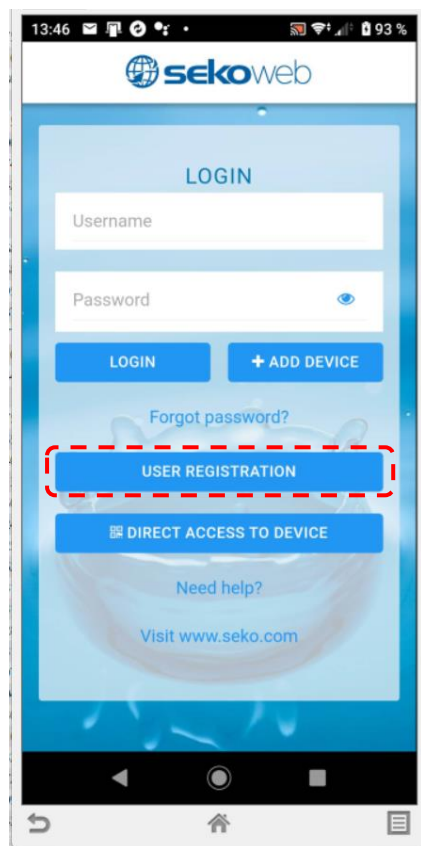 13:46 93 %
sekoweb
LOGIN
Username
Password
LOGIN + ADD DEVICE
Forgot password?
USER REGISTRATION
DIRECT ACCESS TO DEVICE
Need help?
Visit www.seko.com